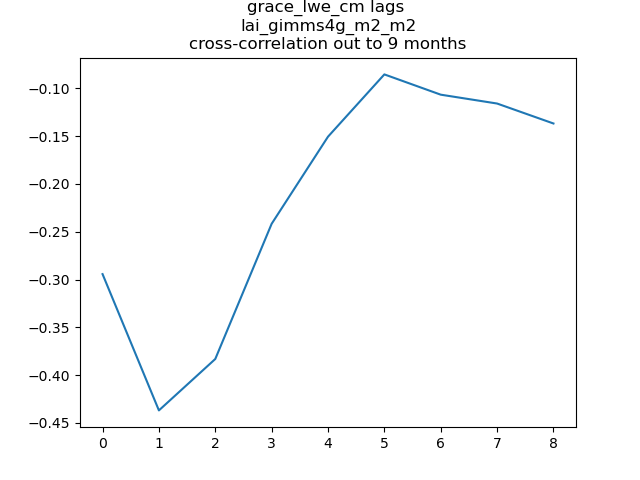 grace_lwe_cm lags
lai_gimms4g_m2_m2
cross-correlation out to 9 months
−0.10
−0.15
−0.20
−0.25
−0.30
−0.35
−0.40
−0.45
0 1 2 3 4 5 6 7 8